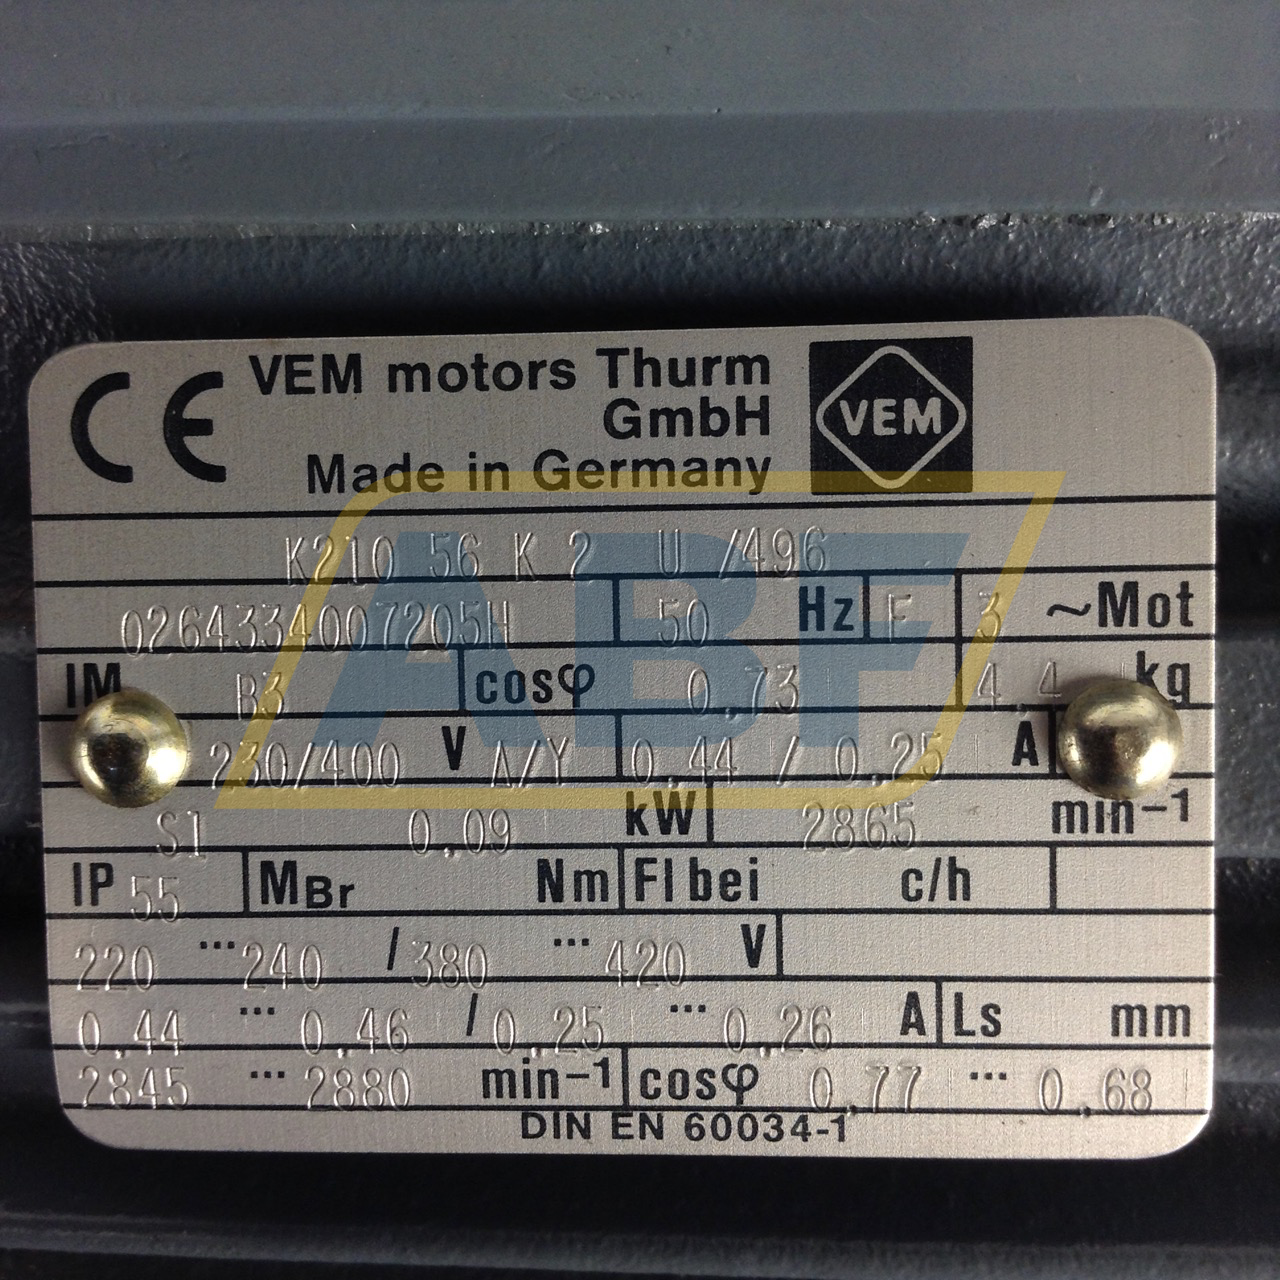 CE VEM motors Thurm
GmbH
Made in Germany
VEM
K21O 56 K 2 U /496
0264334007205H 50 Hz F 3 ~Mot
IM B3 cosφ 0.73 4.4 kg
230/400 V Δ/Y 0.44 / 0.25 A
S1 0.09 kW 2865 min-1
IP 55 MBr Nm Fl bei c/h
220 ... 240 / 380 ... 420 V
0.44 ... 0.46 / 0.25 ... 0.26 A Ls mm
2845 ... 2880 min-1 cosφ 0.77 ... 0.68
DIN EN 60034-1
ABF